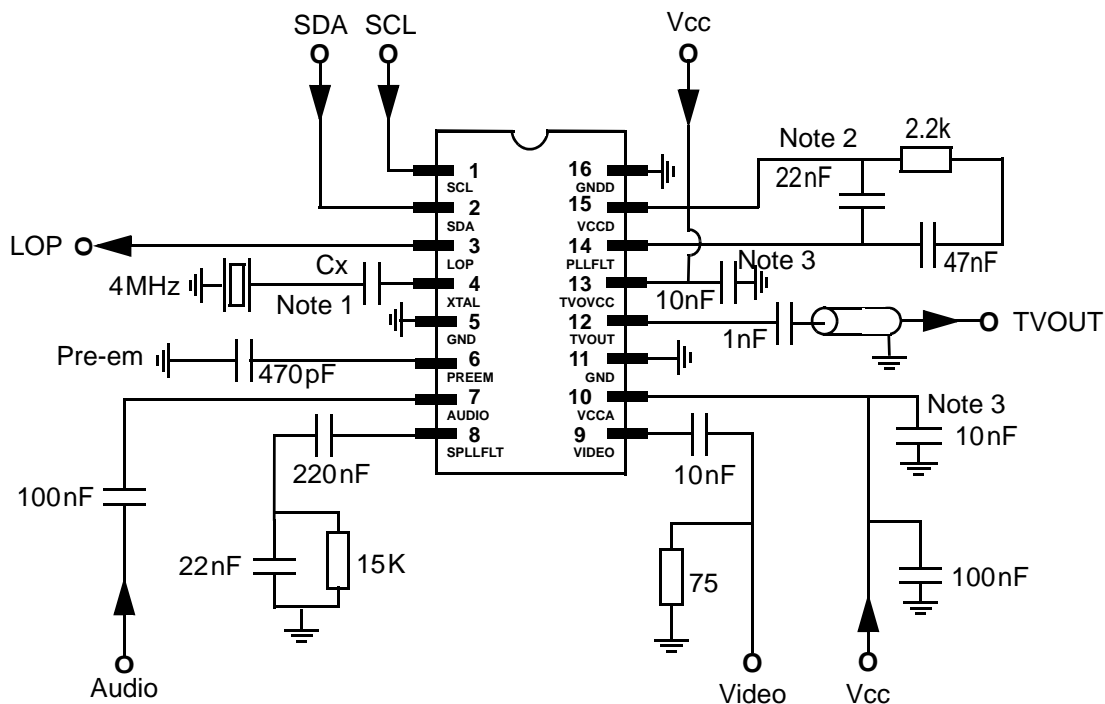 SDA SCL
Vcc
Note 2
2.2k
22nF
47nF
1
SCL
2
SDA
3
LOP
4
XTAL
5
GND
6
PREEM
7
AUDIO
8
SPLLFLT
16
GNDD
15
VCCD
14
PLLFLT
13
TVOVCC
12
TVOUT
11
GND
10
VCCA
9
VIDEO
LOP
4MHz
Cx
Note 1
Pre-em
470pF
220nF
100nF
22nF
15K
Audio
Note 3
10nF
1nF
TVOUT
Note 3
10nF
10nF
75
100nF
Video
Vcc